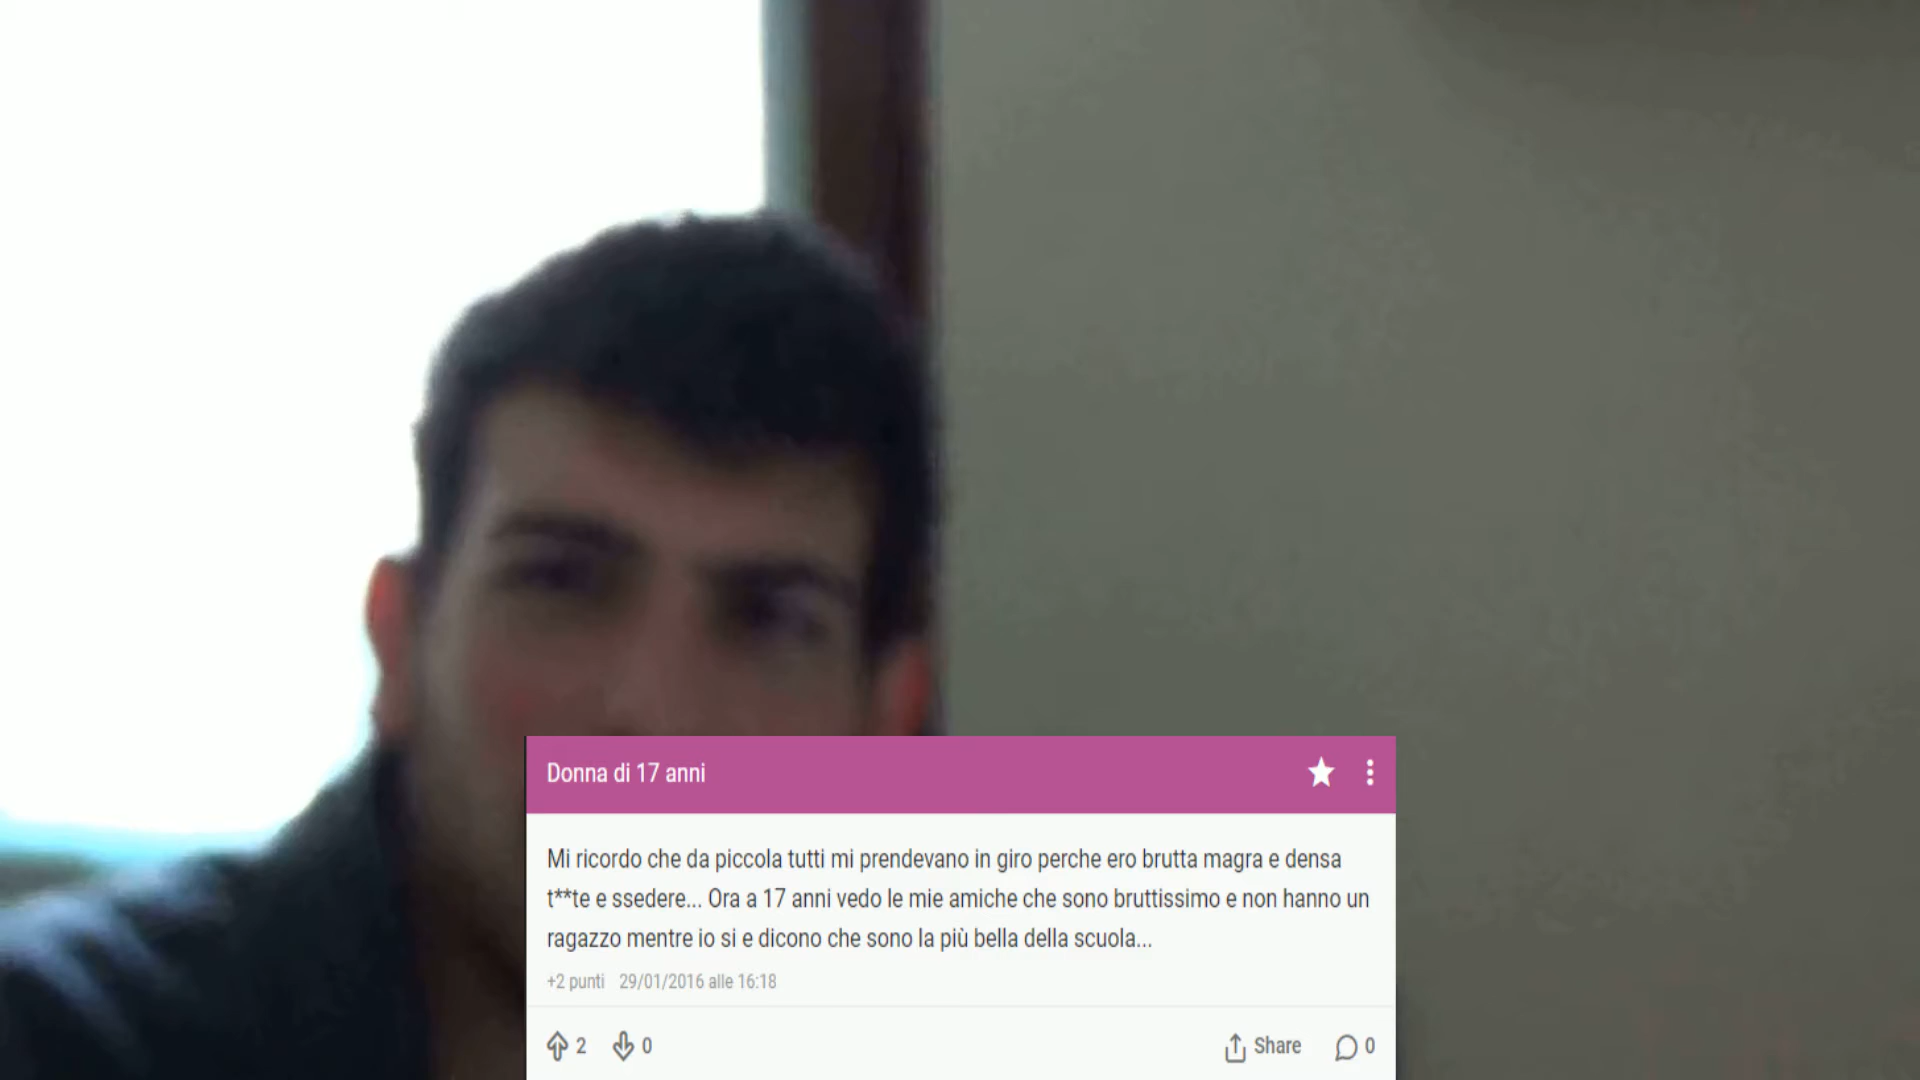 Donna di 17 anni
Mi ricordo che da piccola tutti mi prendevano in giro perche ero brutta magra e densa
t**te e ssedere... Ora a 17 anni vedo le mie amiche che sono bruttissimo e non hanno un
ragazzo mentre io si e dicono che sono la più bella della scuola...
+2 punti 29/01/2016 alle 16:18
2 0 Share 0